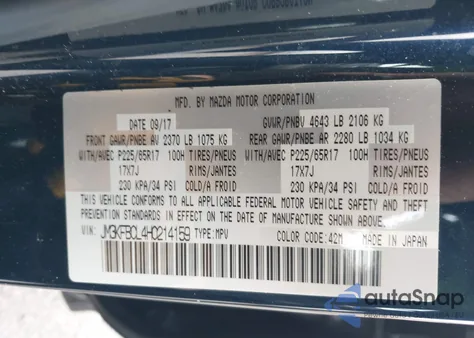 MFD. BY MAZDA MOTOR CORPORATION
DATE 09/17 GVWR/PNBV 4643 LB 2106 KG
FRONT GAWR/PNBE AV 2370 LB 1075 KG REAR GAWR/PNBE AR 2280 LB 1034 KG
WITH/AVEC P225/65R17 100H TIRES/PNEUS WITH/AVEC P225/65R17 100H TIRES/PNEUS
17X7J RIMS/JANTES 17X7J RIMS/JANTES
230 KPA/34 PSI COLD/A FROID 230 KPA/34 PSI COLD/A FROID
THIS VEHICLE CONFORMS TO ALL APPLICABLE FEDERAL MOTOR VEHICLE SAFETY, BUMPER, AND THEFT
PREVENTION STANDARDS IN EFFECT ON THE DATE OF MANUFACTURE SHOWN ABOVE.
VIN: JM3KFBCL4H0214159 TYPE: MPV COLOR CODE: 42M MADE IN JAPAN
autoSnap